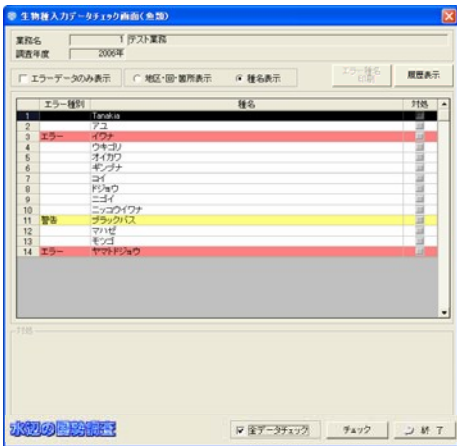 生物種入力データチェック画面(魚類)
業務名 1 テスト業務
調査年度 2006年
エラーデータのみ表示 地区・回・箇所表示 種名表示 エラー種名印刷 履歴表示
エラー種別 種名 対処
1 Tanakia
2 アユ
3 エラー イワナ
4 ウキゴリ
5 オイカワ
6 ギンブナ
7 コイ
8 ドジョウ
9 ニゴイ
10 ニッコウイワナ
11 警告 ブラックバス
12 マハゼ
13 モツゴ
14 エラー ヤマトドジョウ
対処
水辺の国勢調査 全データチェック チェック 終 了